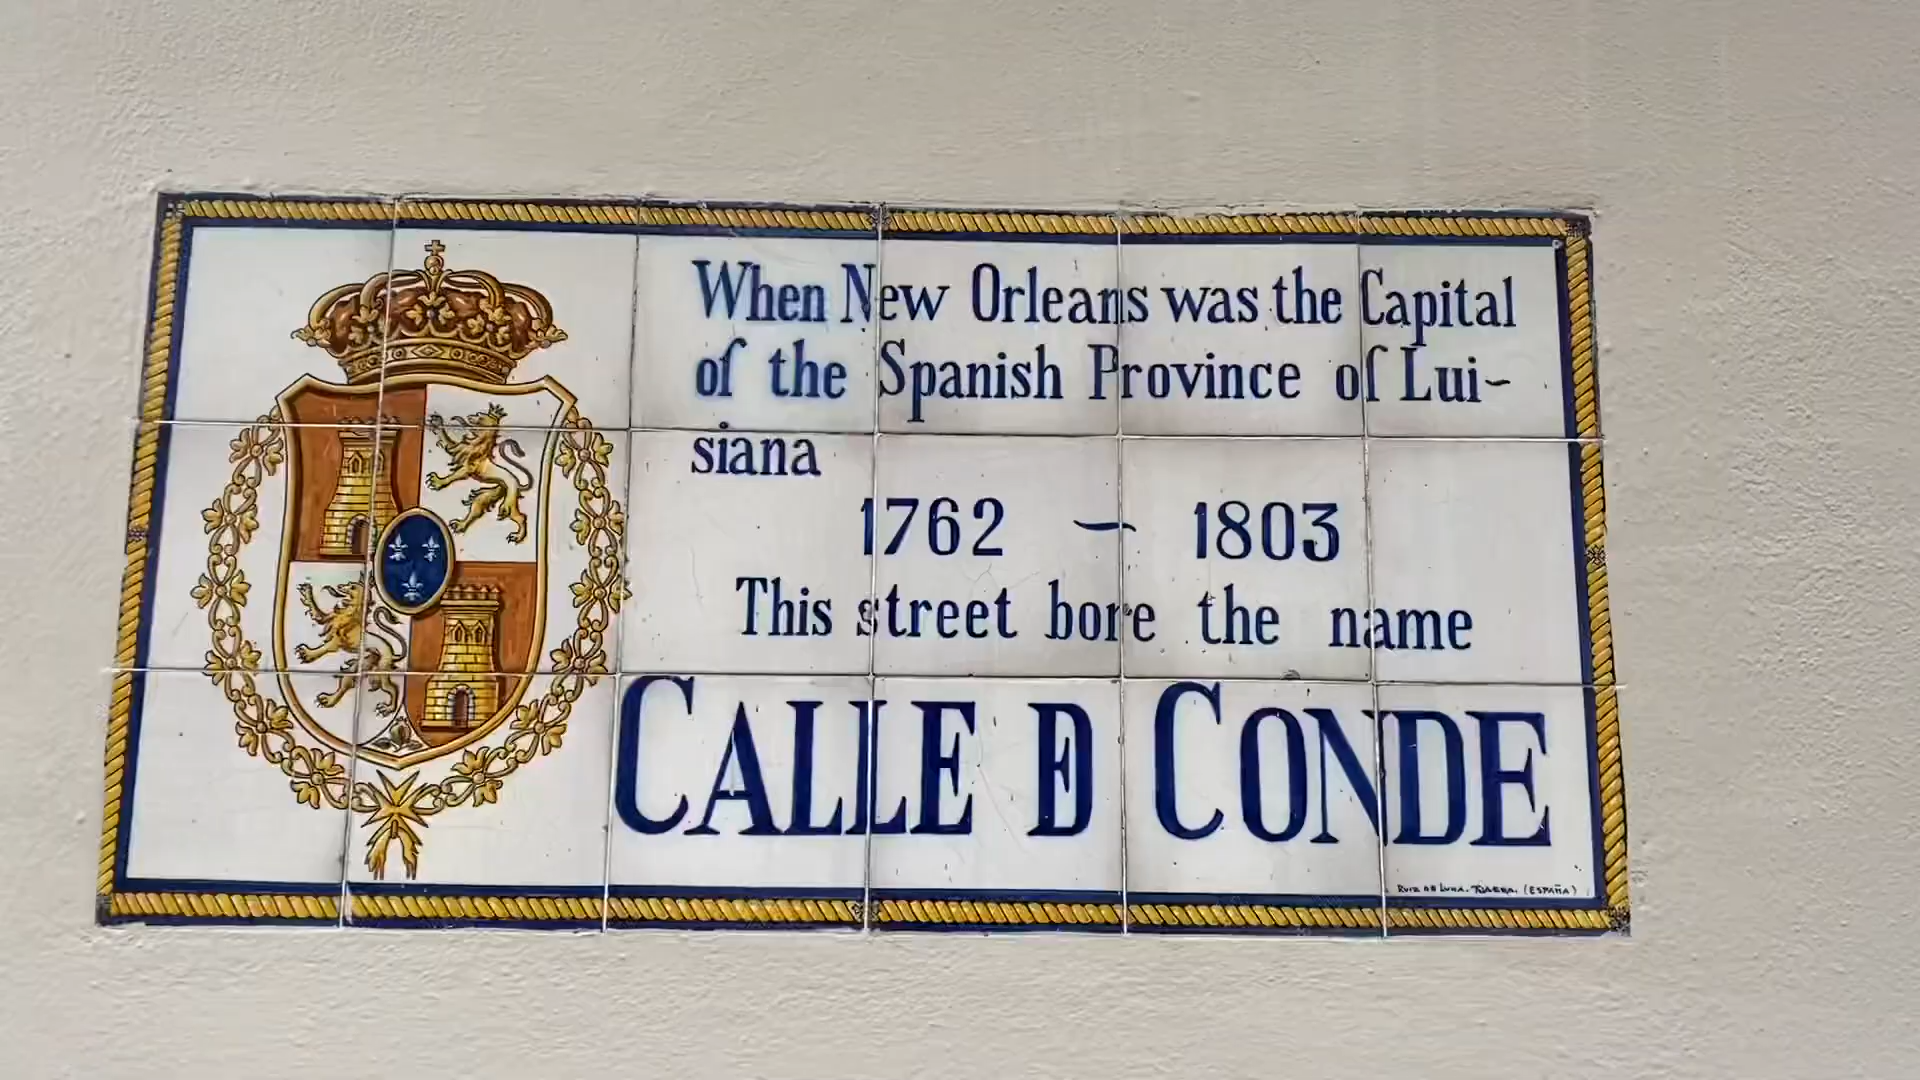 When New Orleans was the Capital
of the Spanish Province of Lui-
siana
1762 - 1803
This street bore the name
CALLE DE CONDE
RUIZ DE LUNA. TALAVERA. (ESPAÑA)